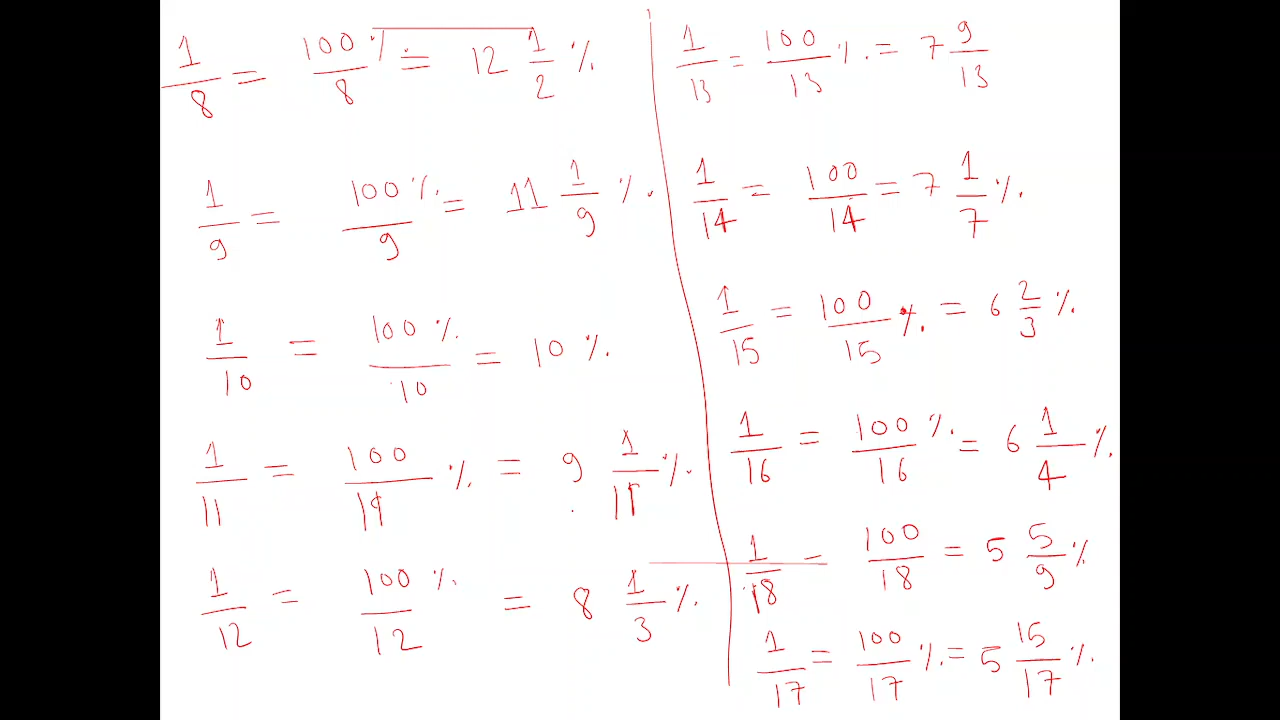 1/8 = 100/8 % = 12 1/2 %
1/9 = 100%/9 = 11 1/9 %.
1/10 = 100%/10 = 10 %.
1/11 = 100/11 % = 9 1/11 %.
1/12 = 100%/12 = 8 1/3 %.
1/13 = 100/13 %. = 7 9/13
1/14 = 100/14 = 7 1/7 %.
1/15 = 100/15 %. = 6 2/3 %.
1/16 = 100/16 %. = 6 1/4 %.
1/18 - 100/18 = 5 5/9 %
1/17 = 100/17 %. = 5 15/17 %.